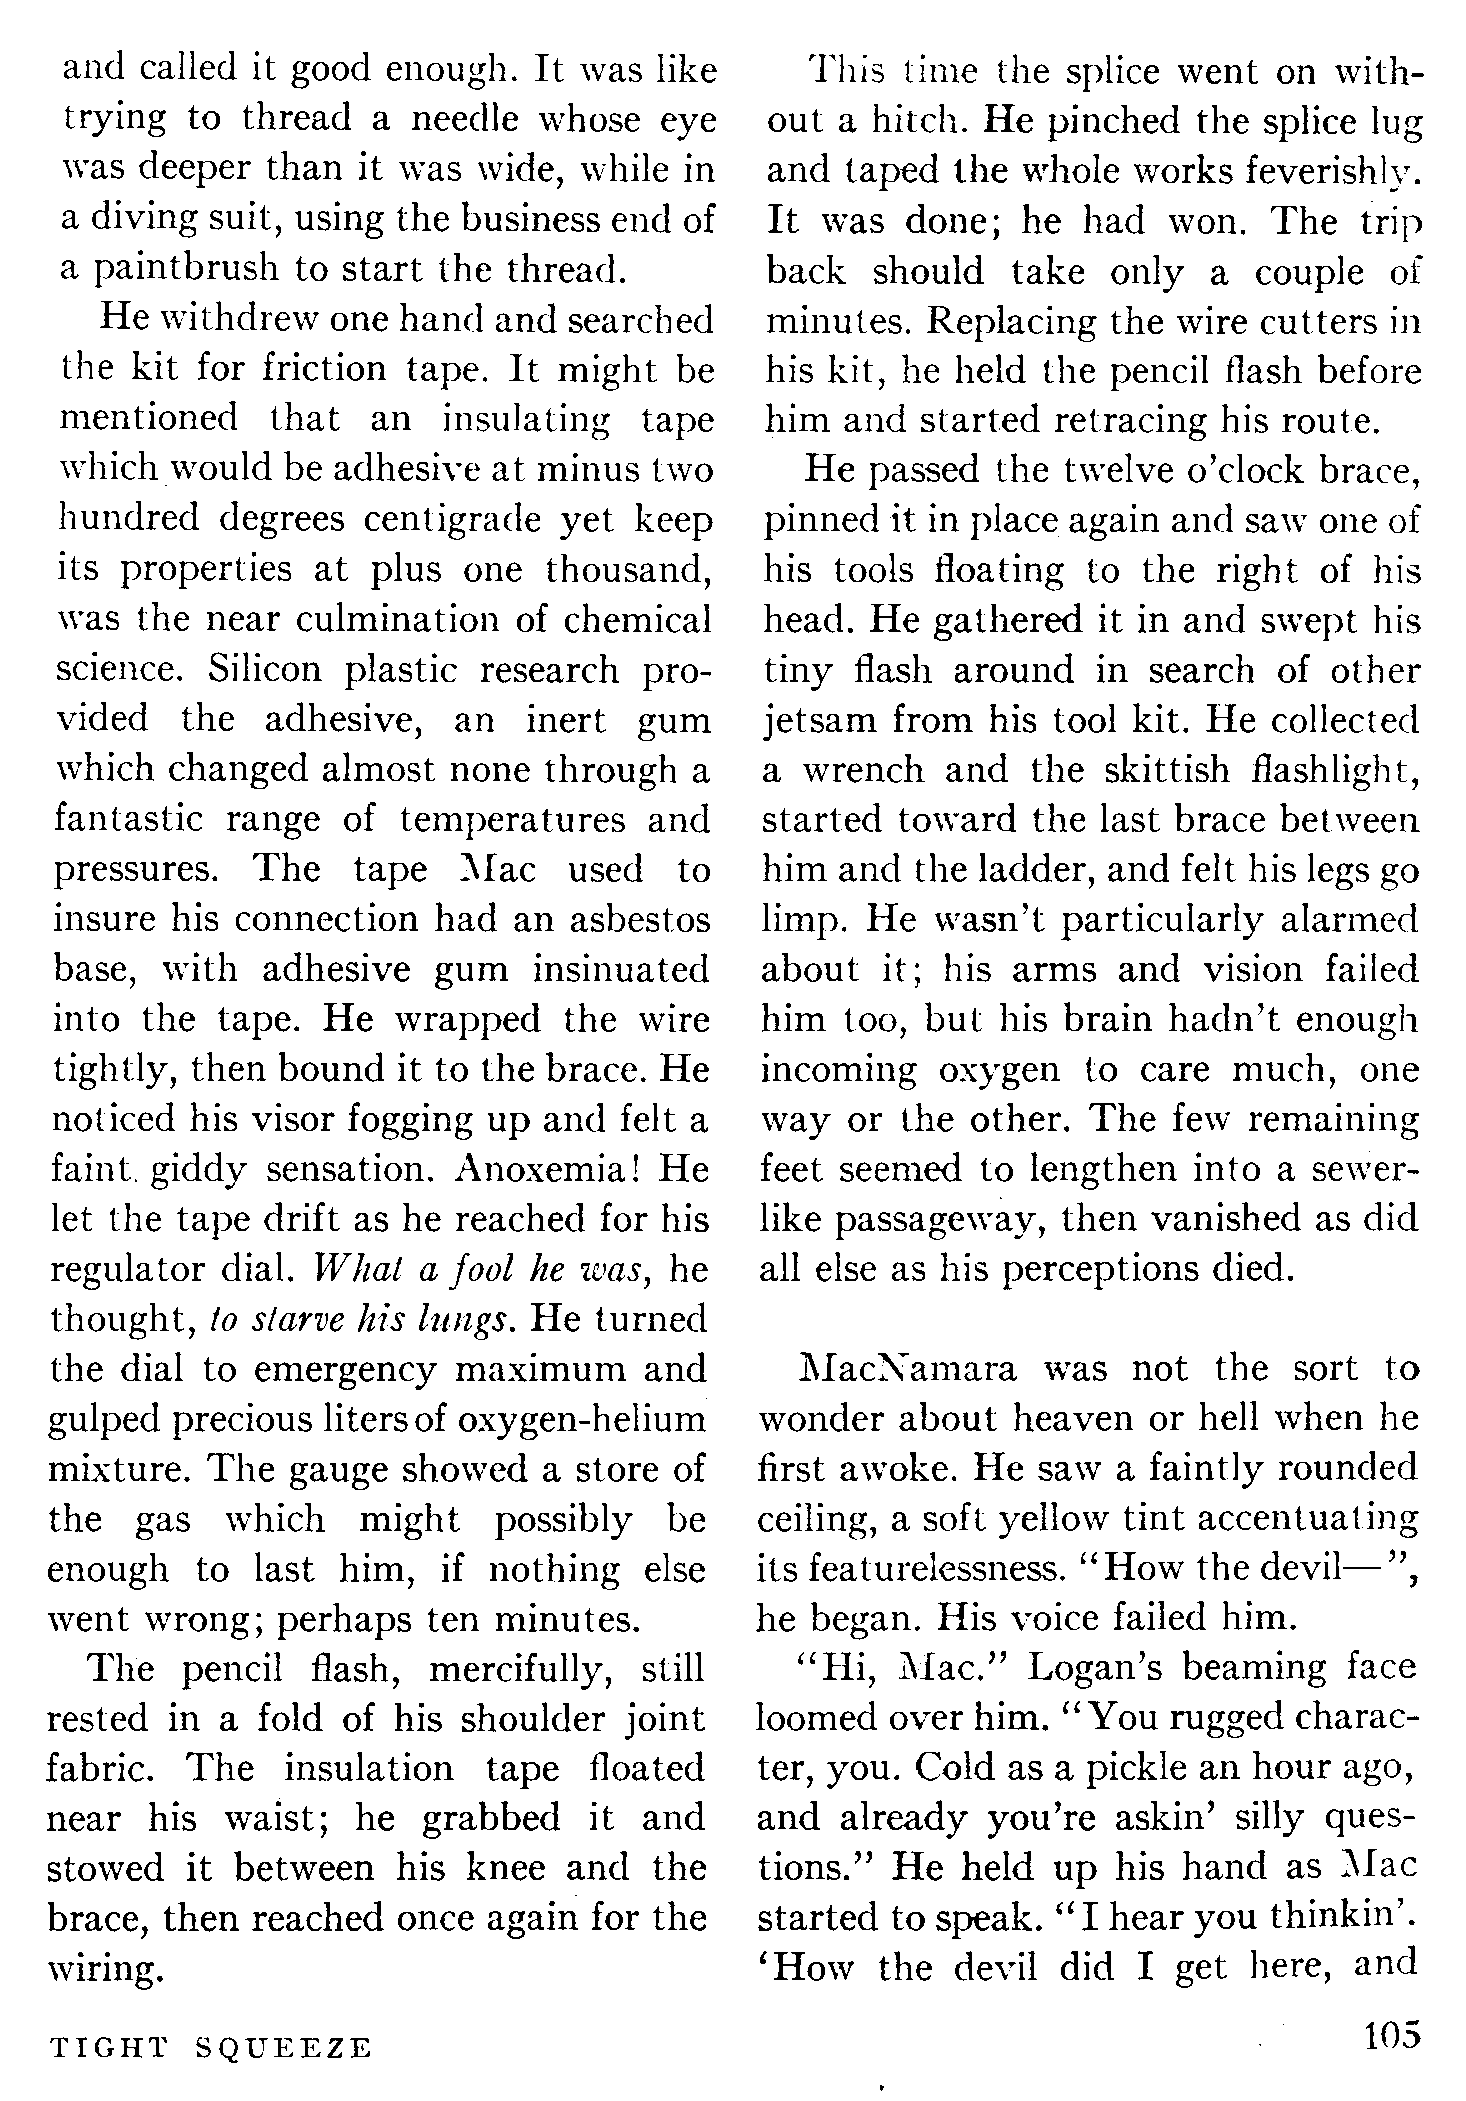 and called it good enough. It was like
trying to thread a needle whose eye
was deeper than it was wide, while in
a diving suit, using the business end of
a paintbrush to start the thread.
He withdrew one hand and searched
the kit for friction tape. It might be
mentioned that an insulating tape
which would be adhesive at minus two
hundred degrees centigrade yet keep
its properties at plus one thousand,
was the near culmination of chemical
science. Silicon plastic research pro-
vided the adhesive, an inert gum
which changed almost none through a
fantastic range of temperatures and
pressures. The tape Mac used to
insure his connection had an asbestos
base, with adhesive gum insinuated
into the tape. He wrapped the wire
tightly, then bound it to the brace. He
noticed his visor fogging up and felt a
faint, giddy sensation. Anoxemia! He
let the tape drift as he reached for his
regulator dial. What a fool he was, he
thought, to starve his lungs. He turned
the dial to emergency maximum and
gulped precious liters of oxygen-helium
mixture. The gauge showed a store of
the gas which might possibly be
enough to last him, if nothing else
went wrong; perhaps ten minutes.
The pencil flash, mercifully, still
rested in a fold of his shoulder joint
fabric. The insulation tape floated
near his waist; he grabbed it and
stowed it between his knee and the
brace, then reached once again for the
wiring.
This time the splice went on with-
out a hitch. He pinched the splice lug
and taped the whole works feverishly.
It was done; he had won. The trip
back should take only a couple of
minutes. Replacing the wire cutters in
his kit, he held the pencil flash before
him and started retracing his route.
He passed the twelve o'clock brace,
pinned it in place again and saw one of
his tools floating to the right of his
head. He gathered it in and swept his
tiny flash around in search of other
jetsam from his tool kit. He collected
a wrench and the skittish flashlight,
started toward the last brace between
him and the ladder, and felt his legs go
limp. He wasn't particularly alarmed
about it; his arms and vision failed
him too, but his brain hadn't enough
incoming oxygen to care much, one
way or the other. The few remaining
feet seemed to lengthen into a sewer-
like passageway, then vanished as did
all else as his perceptions died.
MacNamara was not the sort to
wonder about heaven or hell when he
first awoke. He saw a faintly rounded
ceiling, a soft yellow tint accentuating
its featurelessness. "How the devil—",
he began. His voice failed him.
"Hi, Mac." Logan's beaming face
loomed over him. "You rugged charac-
ter, you. Cold as a pickle an hour ago,
and already you're askin' silly ques-
tions." He held up his hand as Mac
started to speak. "I hear you thinkin'.
'How the devil did I get here, and
TIGHT SQUEEZE
105